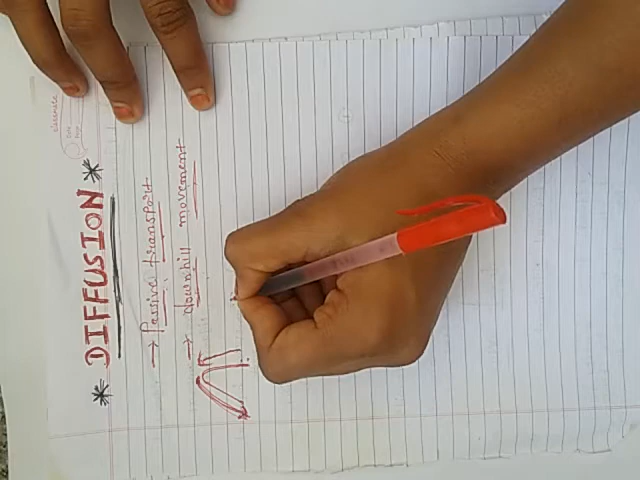 * DIFFUSION *
→ Passive transport
→ downhill movement